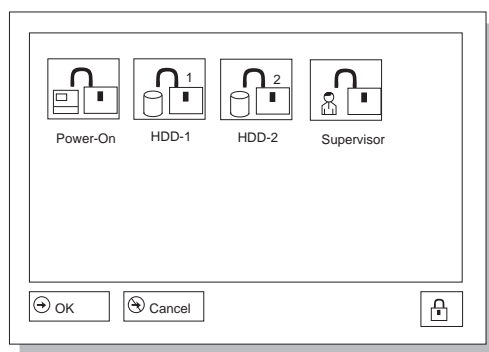 1
2
Power-On
HDD-1
HDD-2
Supervisor
OK
Cancel